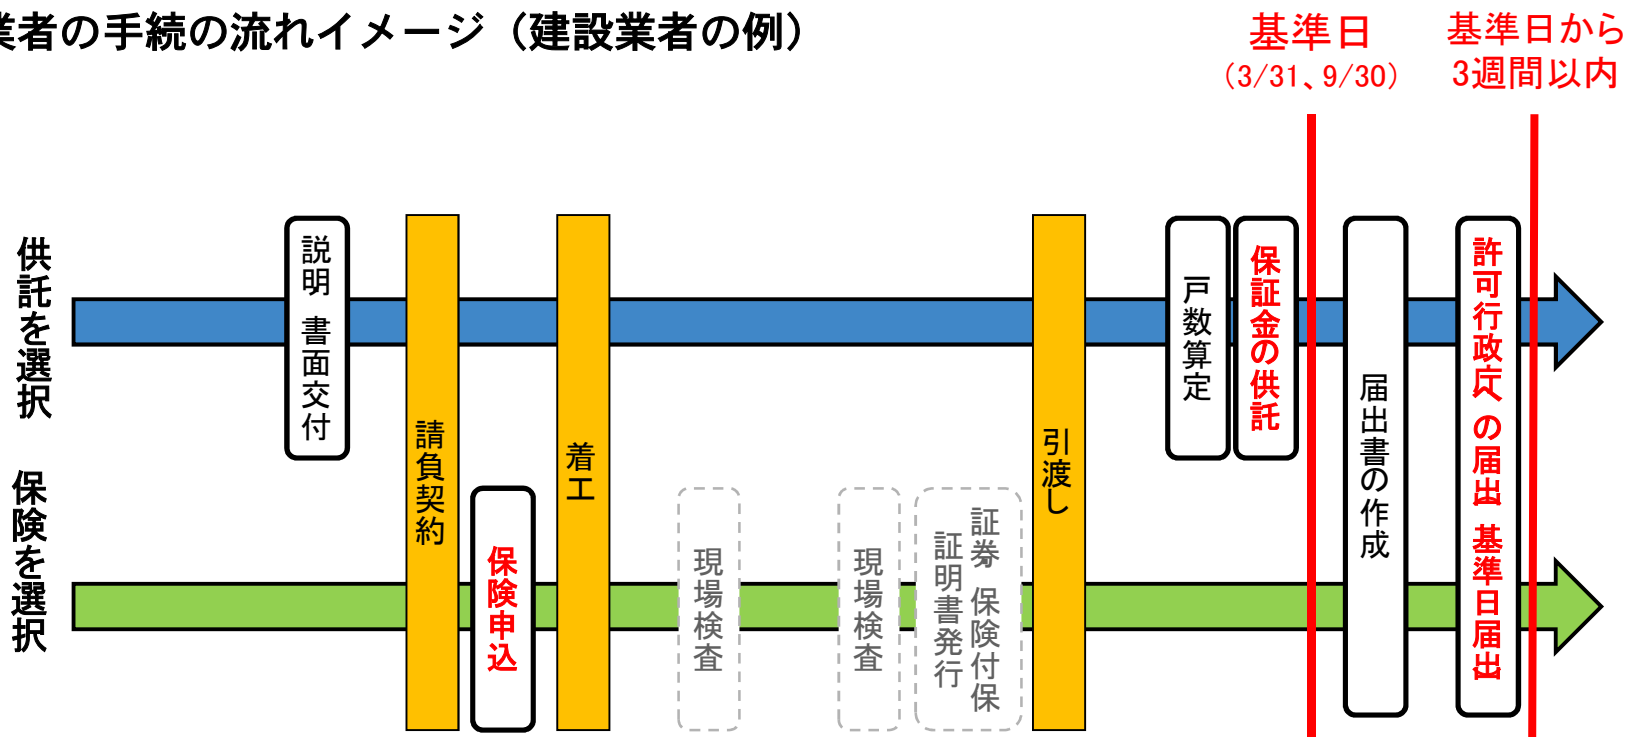 業者の手続の流れイメージ（建設業者の例）
基準日
（3/31、9/30）
基準日から
3週間以内
供託を選択
保険を選択
説明 書面交付
請負契約
保険申込
着工
現場検査
現場検査
証券、保険付保
証明書発行
引渡し
戸数算定
保証金の供託
届出書の作成
許可行政庁への届出 基準日届出